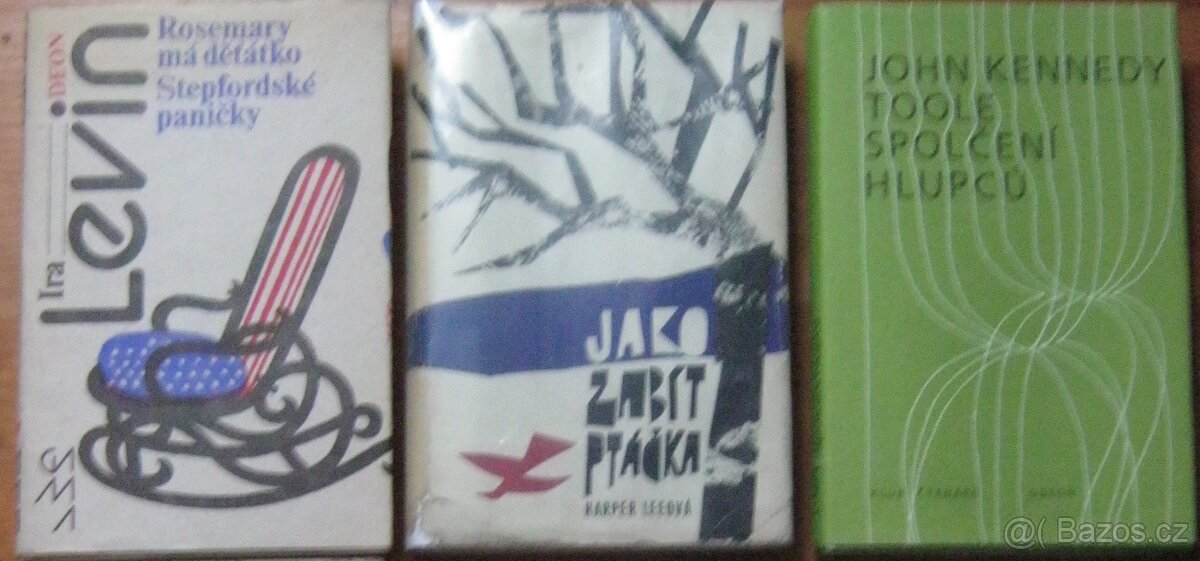 Ira Levin
ODEON
Rosemary
má děťátko
Stepfordské
paničky
JAKO
ZABÍT
PTÁČKA
HARPER LEEOVÁ
JOHN KENNEDY
TOOLE
SPOLČENÍ
HLUPCŮ
@( Bazos.cz